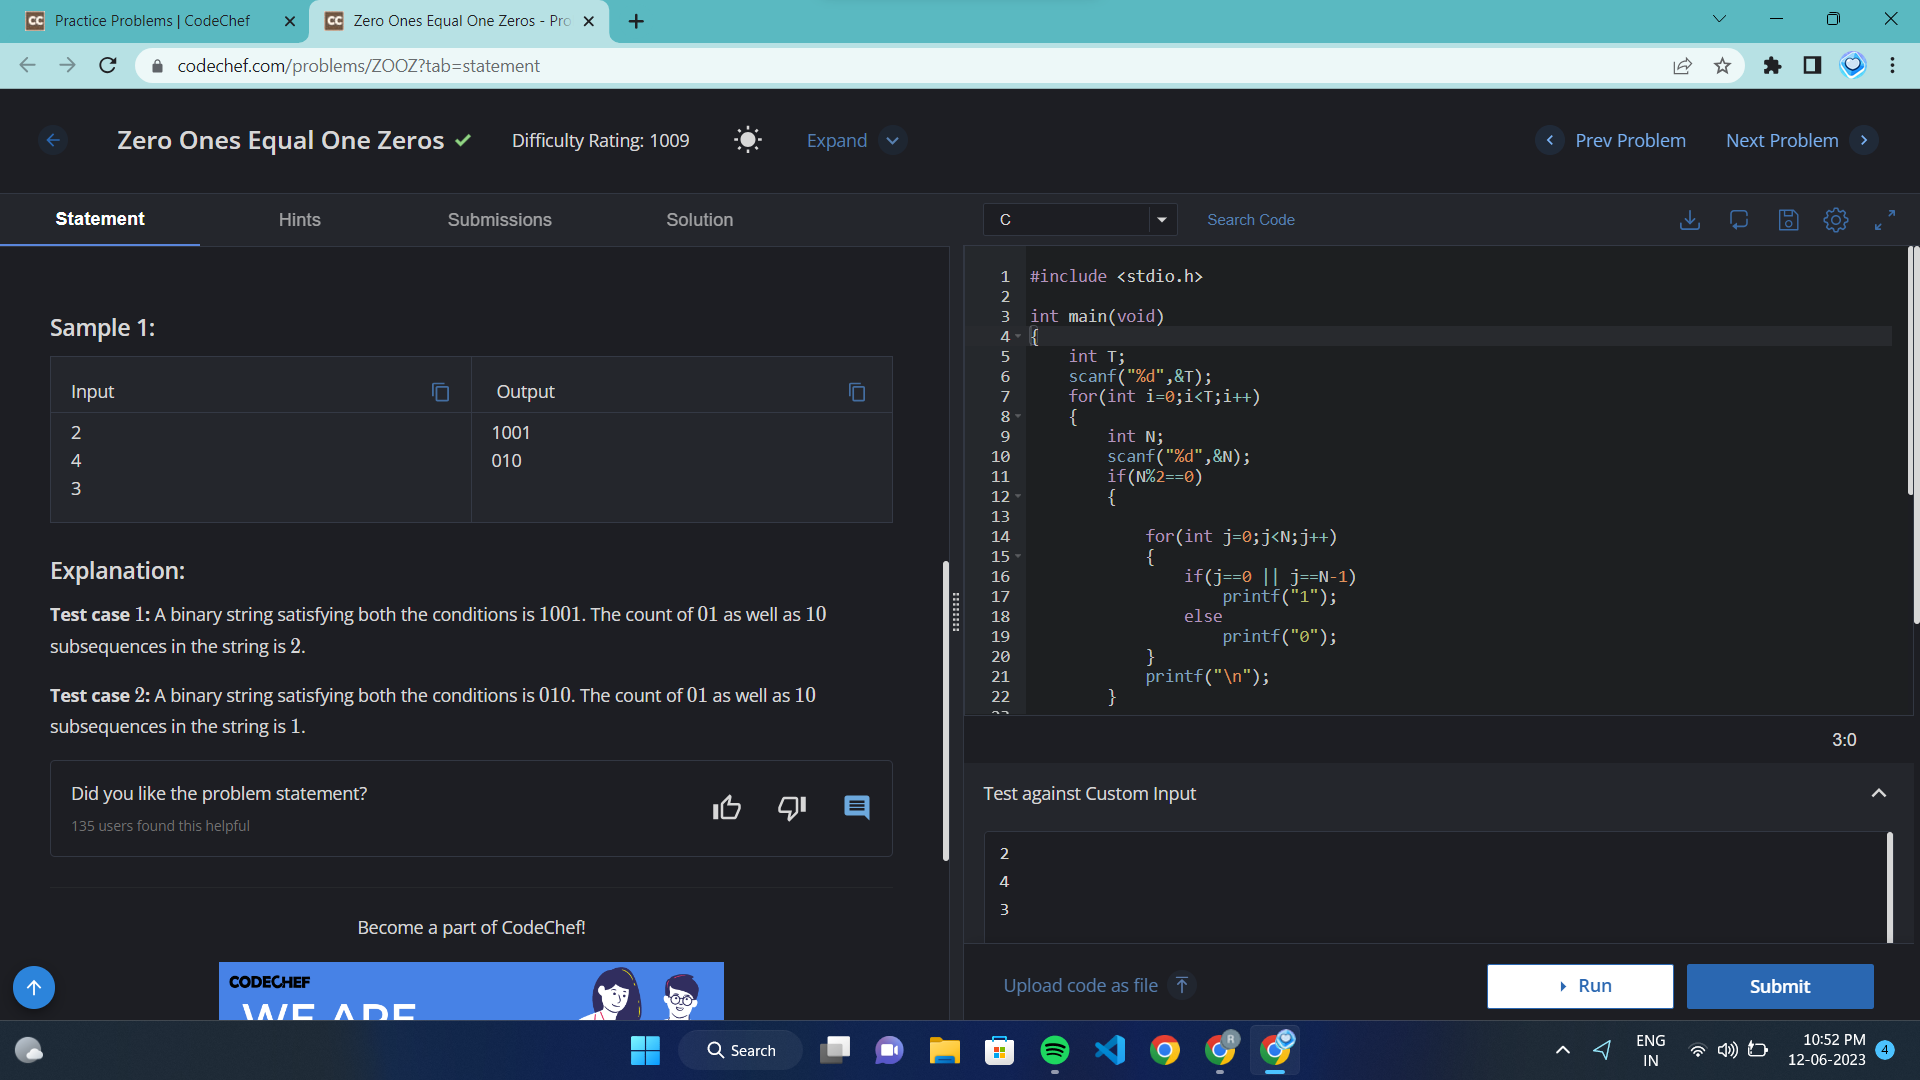 Practice Problems | CodeChef
Zero Ones Equal One Zeros - Pro
codechef.com/problems/ZOOZ?tab=statement
Zero Ones Equal One Zeros
Difficulty Rating: 1009
Expand
Prev Problem
Next Problem
Statement
Hints
Submissions
Solution
Sample 1:
Input
Output
2
4
3
1001
010
Explanation:
Test case 1: A binary string satisfying both the conditions is 1001. The count of 01 as well as 10
subsequences in the string is 2.
Test case 2: A binary string satisfying both the conditions is 010. The count of 01 as well as 10
subsequences in the string is 1.
Did you like the problem statement?
135 users found this helpful
Become a part of CodeChef!
CODECHEF
WE ARE
C
Search Code
1 #include <stdio.h>
2
3 int main(void)
4 {
5 int T;
6 scanf("%d",&T);
7 for(int i=0;i<T;i++)
8 {
9 int N;
10 scanf("%d",&N);
11 if(N%2==0)
12 {
13
14 for(int j=0;j<N;j++)
15 {
16 if(j==0 || j==N-1)
17 printf("1");
18 else
19 printf("0");
20 }
21 printf("\n");
22 }
3:0
Test against Custom Input
2
4
3
Upload code as file
Run
Submit
Search
R
ENG
IN
10:52 PM
12-06-2023
4